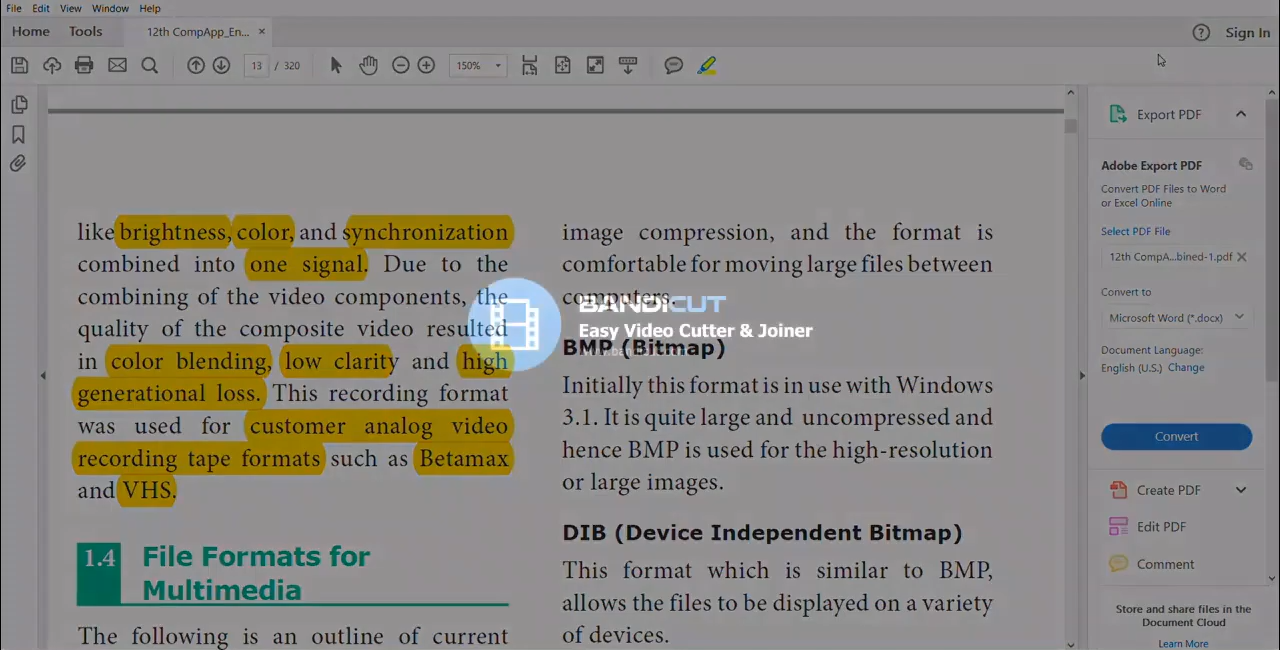 File Edit View Window Help
Home Tools 12th CompApp_En... × ? Sign In
13 / 320 150%
like brightness, color, and synchronization
combined into one signal. Due to the
combining of the video components, the
quality of the composite video resulted
in color blending, low clarity and high
generational loss. This recording format
was used for customer analog video
recording tape formats such as Betamax
and VHS.
1.4 File Formats for
Multimedia
The following is an outline of current
image compression, and the format is
comfortable for moving large files between
computers.
BMP (Bitmap)
Initially this format is in use with Windows
3.1. It is quite large and uncompressed and
hence BMP is used for the high-resolution
or large images.
DIB (Device Independent Bitmap)
This format which is similar to BMP,
allows the files to be displayed on a variety
of devices.
BANDICUT
Easy Video Cutter & Joiner
Export PDF
Adobe Export PDF
Convert PDF Files to Word
or Excel Online
Select PDF File
12th CompA...bined-1.pdf ×
Convert to
Microsoft Word (*.docx)
Document Language:
English (U.S.) Change
Convert
Create PDF
Edit PDF
Comment
Store and share files in the
Document Cloud
Learn More